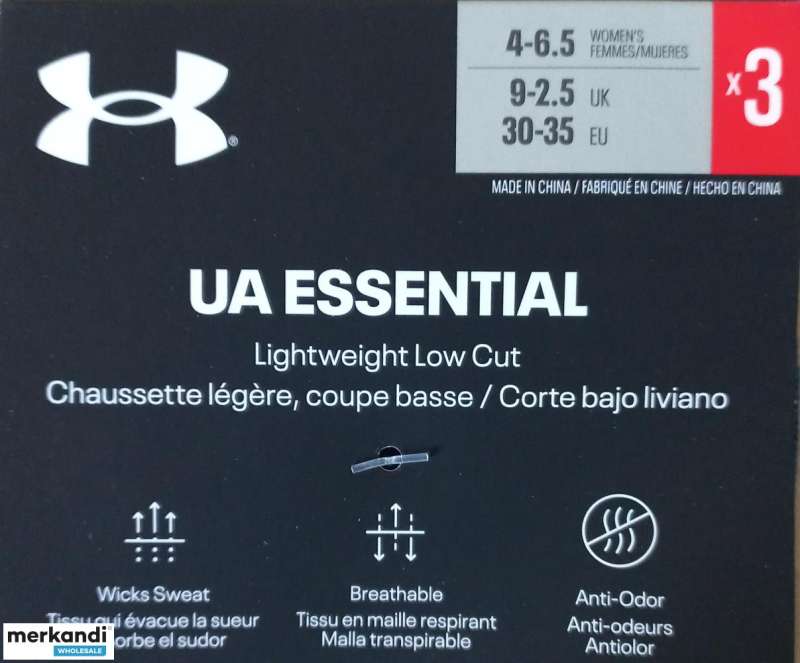 4-6.5 WOMEN'S
FEMMES/MUJERES
9-2.5 UK
30-35 EU
x3
MADE IN CHINA / FABRIQUÉ EN CHINE / HECHO EN CHINA
®
UA ESSENTIAL
Lightweight Low Cut
Chaussette légère, coupe basse / Corte bajo liviano
Wicks Sweat
Tissu qui évacue la sueur
el sudor
Breathable
Tissu en maille respirant
Malla transpirable
Anti-Odor
Anti-odeurs
Antiolor
merkandi
WHOLESALE